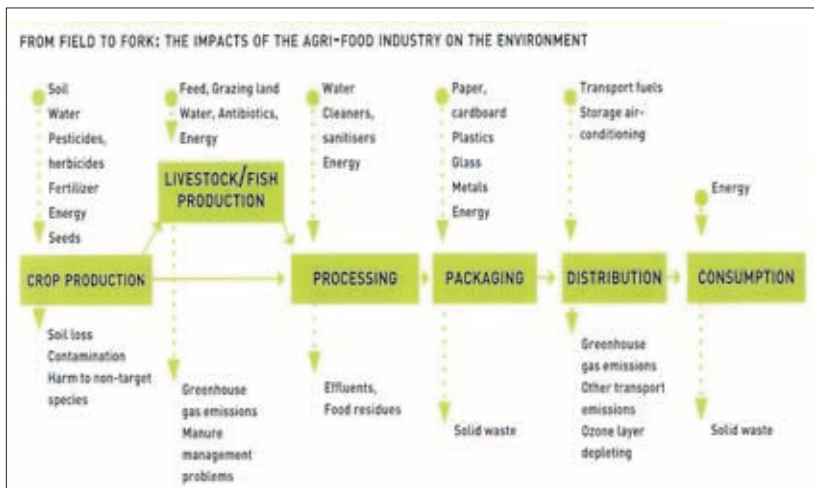 FROM FIELD TO FORK: THE IMPACTS OF THE AGRI-FOOD INDUSTRY ON THE ENVIRONMENT
Soil
Water
Pesticides,
herbicides
Fertilizer
Energy
Seeds
Feed, Grazing land
Water, Antibiotics,
Energy
Water
Cleaners,
sanitisers
Energy
Paper,
cardboard
Plastics
Glass
Metals
Energy
Transport fuels
Storage air-
conditioning
Energy
LIVESTOCK/FISH
PRODUCTION
CROP PRODUCTION
PROCESSING
PACKAGING
DISTRIBUTION
CONSUMPTION
Soil loss
Contamination
Harm to non-target
species
Greenhouse
gas emissions
Manure
management
problems
Effluents,
Food residues
Solid waste
Greenhouse
gas emissions
Other transport
emissions
Ozone layer
depleting
Solid waste